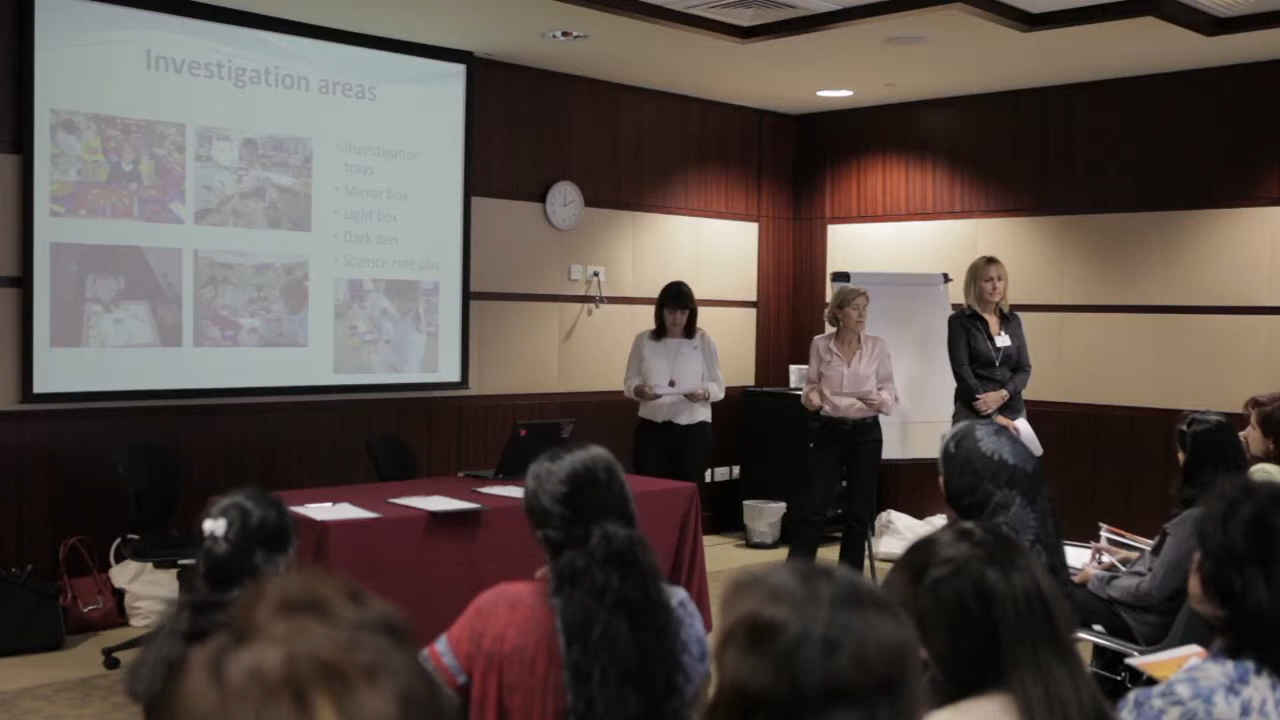 Investigation areas
• Investigation
trays
• Mirror box
• Light box
• Dark den
• Science role play